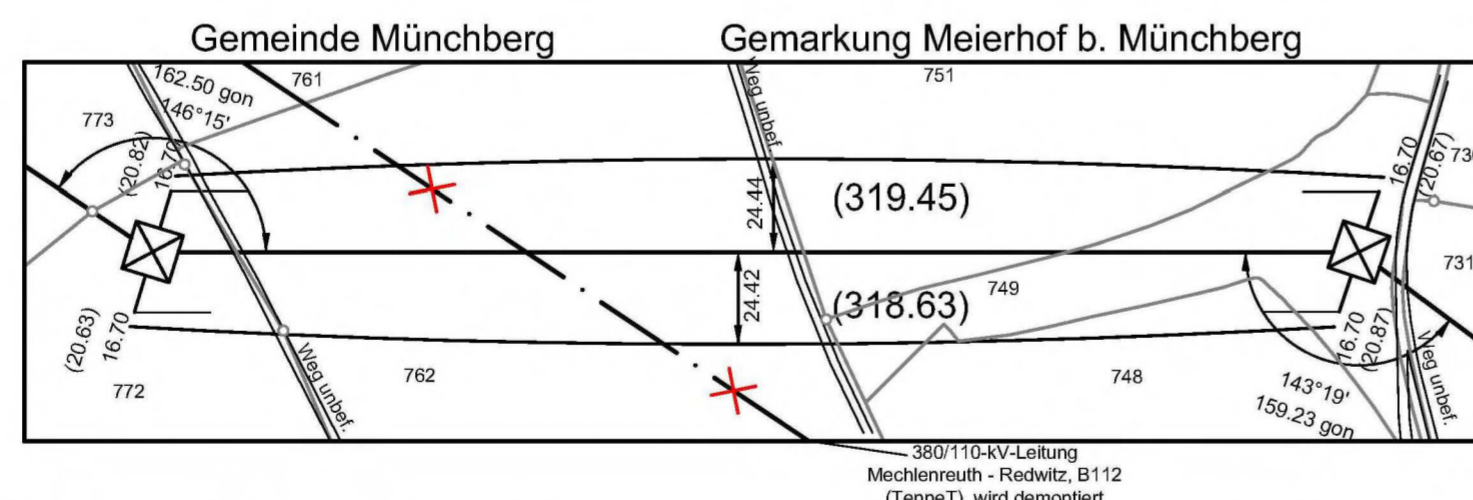 Gemeinde Münchberg
Gemarkung Meierhof b. Münchberg
162.50 gon
146°15'
761
Weg unbef.
751
773
(20.82)
16.70
16.70
(20.67)
24.44
(319.45)
24.42
(318.63)
749
731
(20.63)
16.70
16.70
(20.87)
772
Weg unbef.
762
748
143°19'
159.23 gon
Weg unbef.
380/110-kV-Leitung
Mechlenreuth - Redwitz, B112
(TenneT), wird demontiert